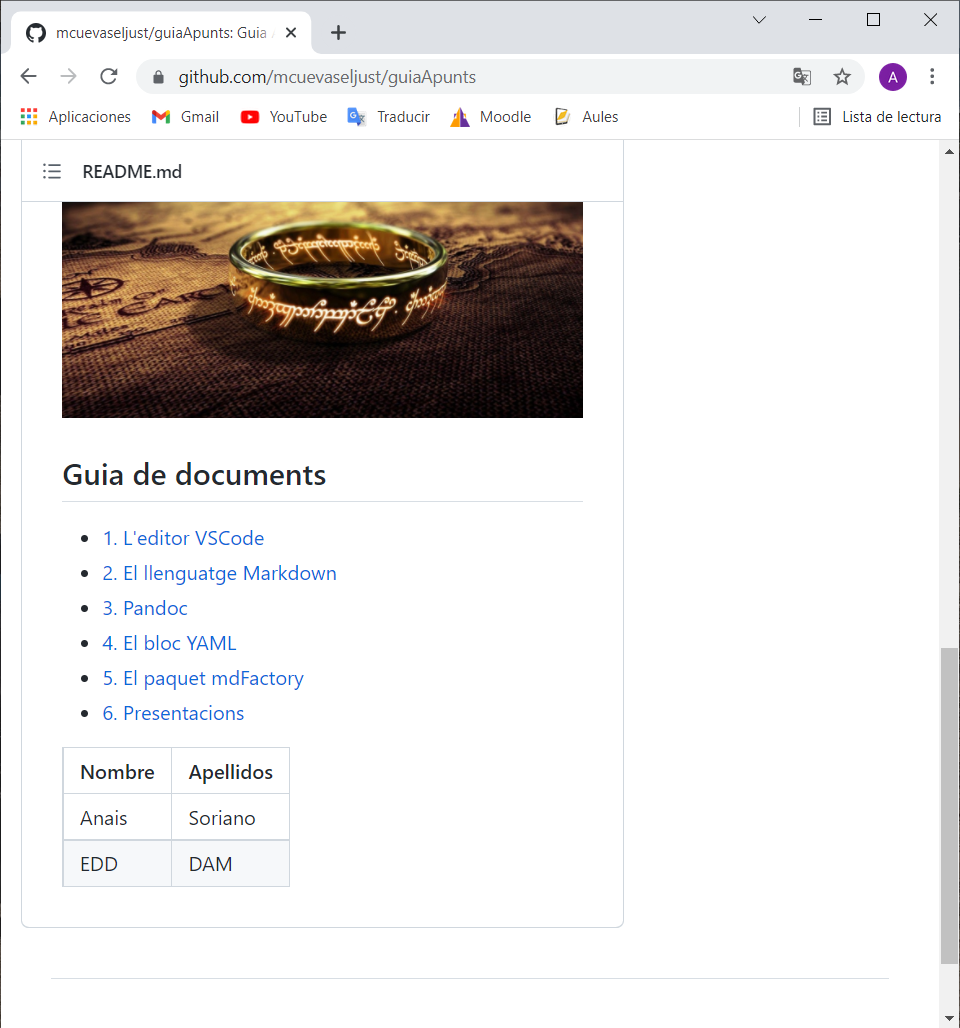 mcuevaseljust/guiaApunts: Guia
github.com/mcuevaseljust/guiaApunts
A
Aplicaciones Gmail YouTube Traducir Moodle Aules Lista de lectura
README.md
Guia de documents
1. L'editor VSCode
2. El llenguatge Markdown
3. Pandoc
4. El bloc YAML
5. El paquet mdFactory
6. Presentacions
Nombre Apellidos
Anais Soriano
EDD DAM